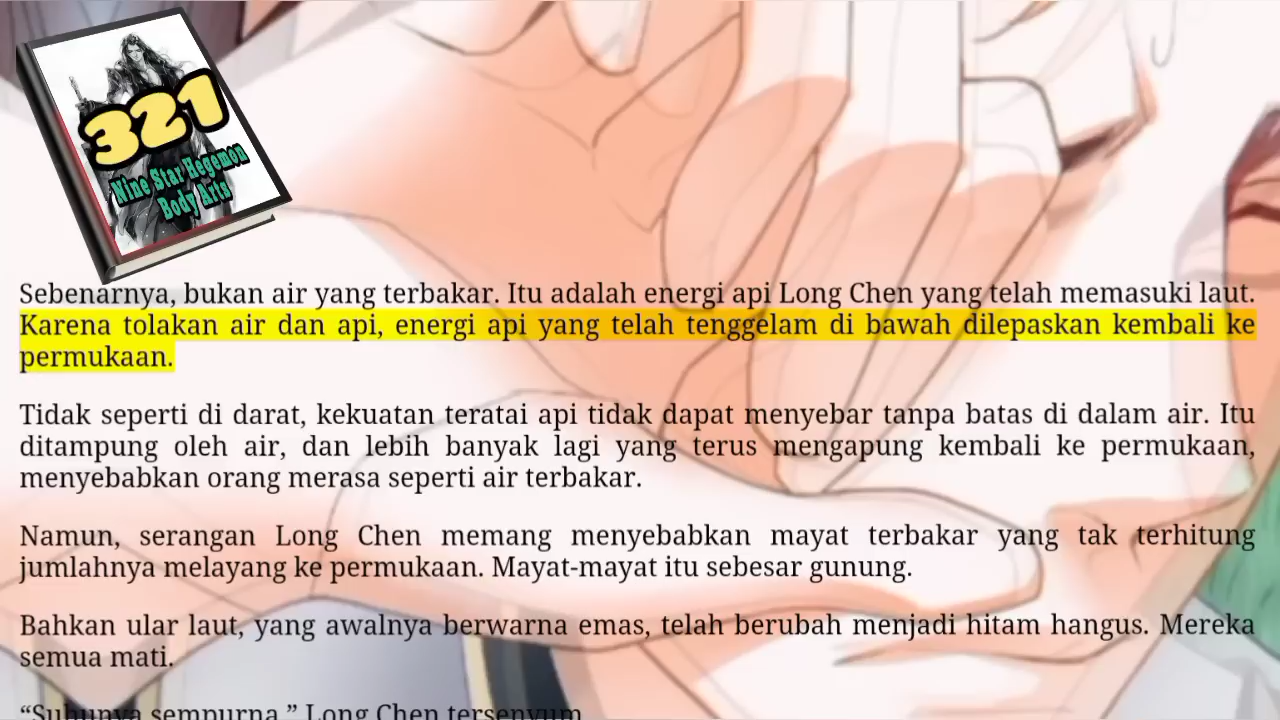 321
Nine Star Hegemon
Body Arts
Sebenarnya, bukan air yang terbakar. Itu adalah energi api Long Chen yang telah memasuki laut.
Karena tolakan air dan api, energi api yang telah tenggelam di bawah dilepaskan kembali ke
permukaan.
Tidak seperti di darat, kekuatan teratai api tidak dapat menyebar tanpa batas di dalam air. Itu
ditampung oleh air, dan lebih banyak lagi yang terus mengapung kembali ke permukaan,
menyebabkan orang merasa seperti air terbakar.
Namun, serangan Long Chen memang menyebabkan mayat terbakar yang tak terhitung
jumlahnya melayang ke permukaan. Mayat-mayat itu sebesar gunung.
Bahkan ular laut, yang awalnya berwarna emas, telah berubah menjadi hitam hangus. Mereka
semua mati.
“Suhunya sempurna.” Long Chen tersenyum.